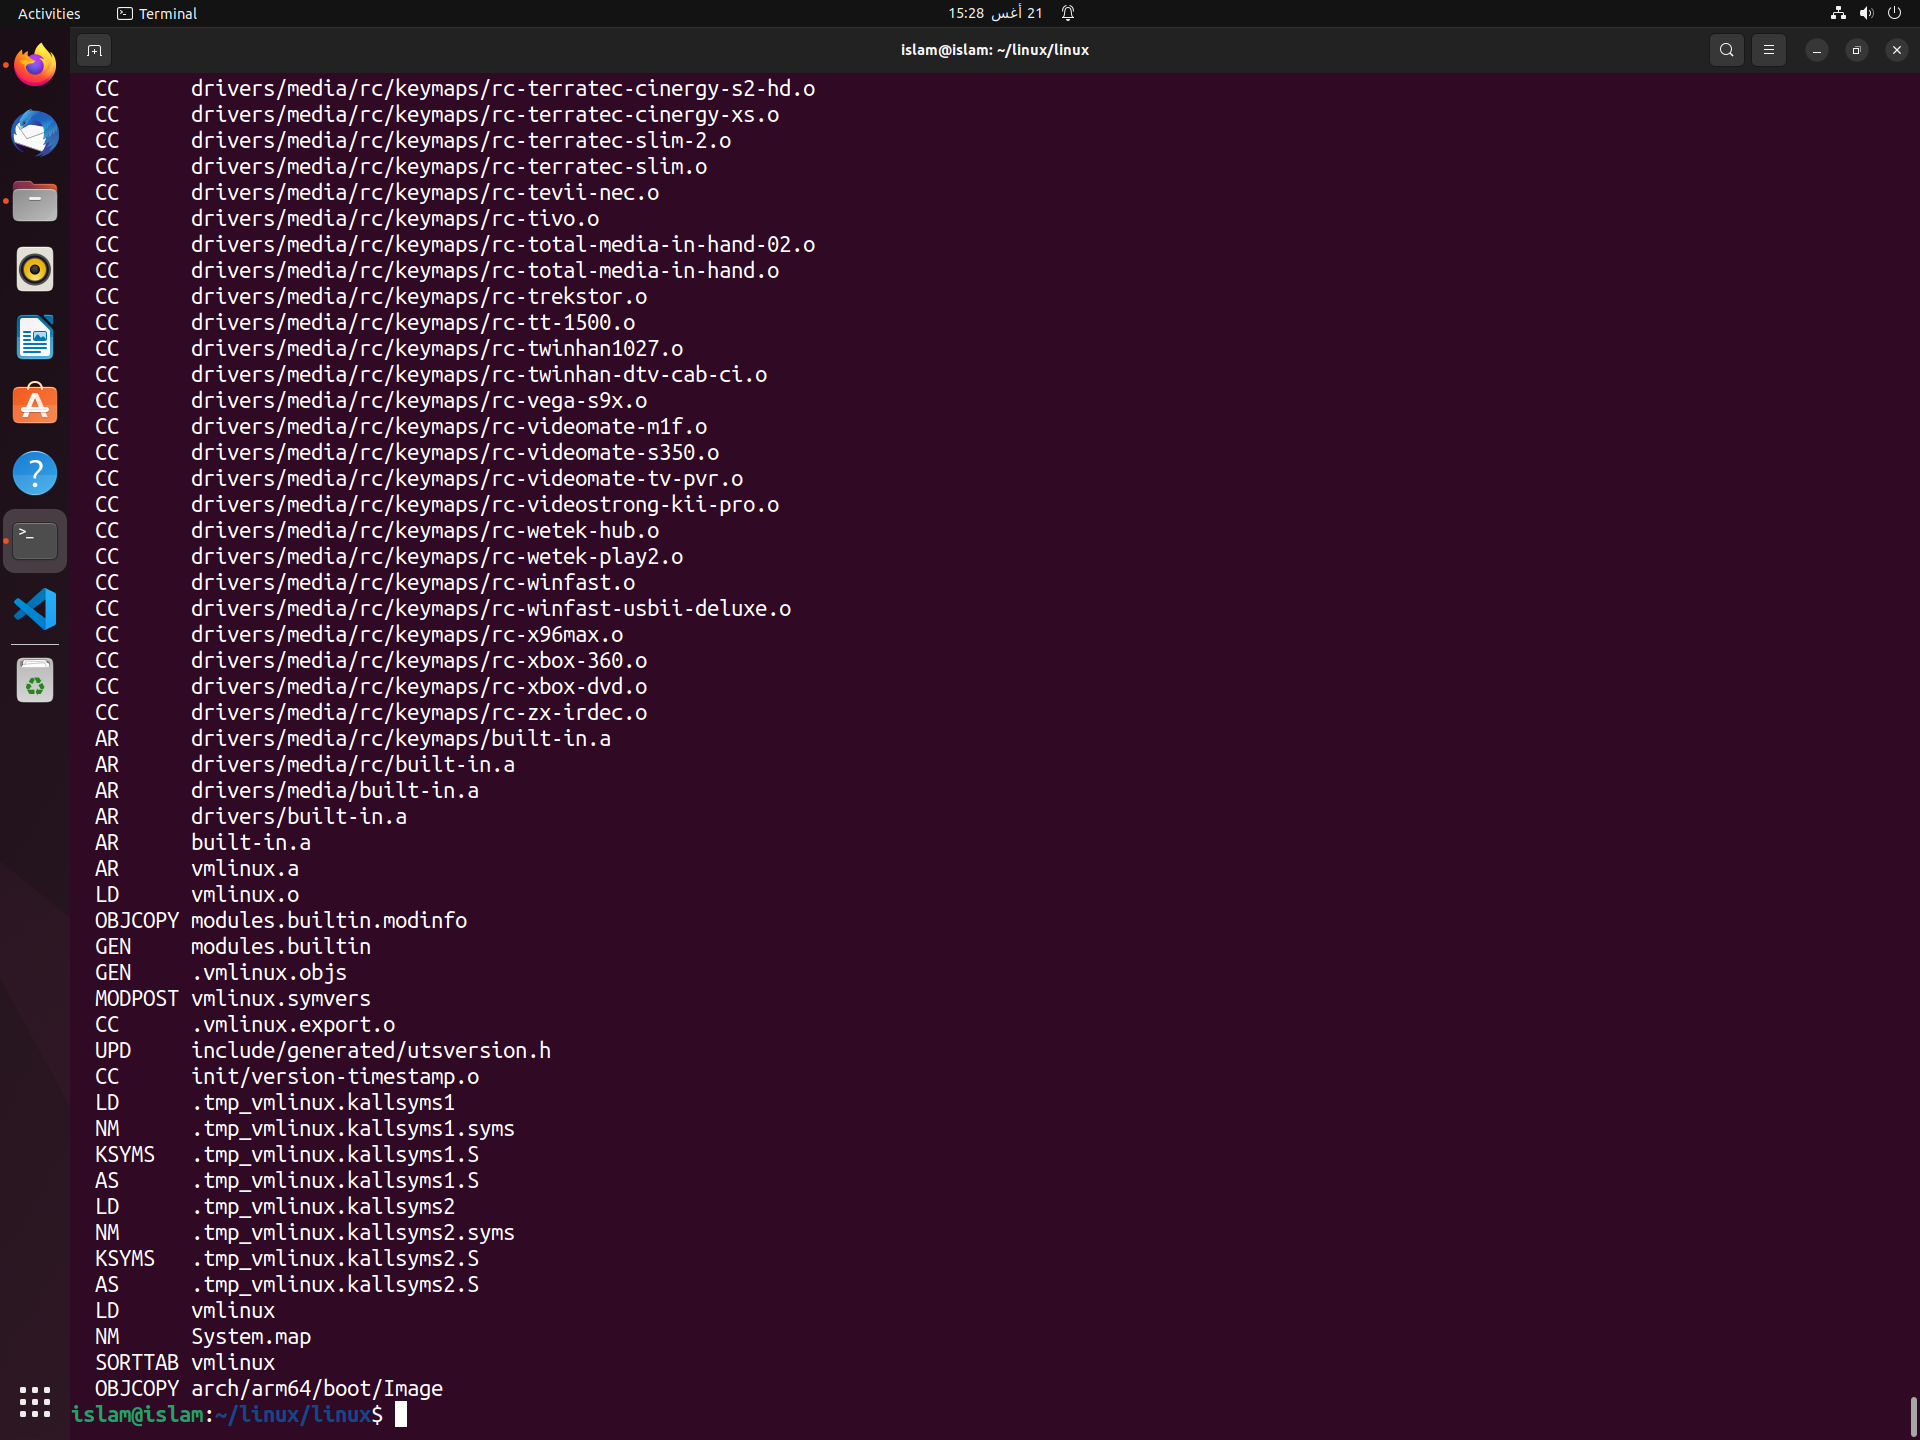 Activities Terminal 21 أغس 15:28
islam@islam: ~/linux/linux
CC drivers/media/rc/keymaps/rc-terratec-cinergy-s2-hd.o
CC drivers/media/rc/keymaps/rc-terratec-cinergy-xs.o
CC drivers/media/rc/keymaps/rc-terratec-slim-2.o
CC drivers/media/rc/keymaps/rc-terratec-slim.o
CC drivers/media/rc/keymaps/rc-tevii-nec.o
CC drivers/media/rc/keymaps/rc-tivo.o
CC drivers/media/rc/keymaps/rc-total-media-in-hand-02.o
CC drivers/media/rc/keymaps/rc-total-media-in-hand.o
CC drivers/media/rc/keymaps/rc-trekstor.o
CC drivers/media/rc/keymaps/rc-tt-1500.o
CC drivers/media/rc/keymaps/rc-twinhan1027.o
CC drivers/media/rc/keymaps/rc-twinhan-dtv-cab-ci.o
CC drivers/media/rc/keymaps/rc-vega-s9x.o
CC drivers/media/rc/keymaps/rc-videomate-m1f.o
CC drivers/media/rc/keymaps/rc-videomate-s350.o
CC drivers/media/rc/keymaps/rc-videomate-tv-pvr.o
CC drivers/media/rc/keymaps/rc-videostrong-kii-pro.o
CC drivers/media/rc/keymaps/rc-wetek-hub.o
CC drivers/media/rc/keymaps/rc-wetek-play2.o
CC drivers/media/rc/keymaps/rc-winfast.o
CC drivers/media/rc/keymaps/rc-winfast-usbii-deluxe.o
CC drivers/media/rc/keymaps/rc-x96max.o
CC drivers/media/rc/keymaps/rc-xbox-360.o
CC drivers/media/rc/keymaps/rc-xbox-dvd.o
CC drivers/media/rc/keymaps/rc-zx-irdec.o
AR drivers/media/rc/keymaps/built-in.a
AR drivers/media/rc/built-in.a
AR drivers/media/built-in.a
AR drivers/built-in.a
AR built-in.a
AR vmlinux.a
LD vmlinux.o
OBJCOPY modules.builtin.modinfo
GEN modules.builtin
GEN .vmlinux.objs
MODPOST vmlinux.symvers
CC .vmlinux.export.o
UPD include/generated/utsversion.h
CC init/version-timestamp.o
LD .tmp_vmlinux.kallsyms1
NM .tmp_vmlinux.kallsyms1.syms
KSYMS .tmp_vmlinux.kallsyms1.S
AS .tmp_vmlinux.kallsyms1.S
LD .tmp_vmlinux.kallsyms2
NM .tmp_vmlinux.kallsyms2.syms
KSYMS .tmp_vmlinux.kallsyms2.S
AS .tmp_vmlinux.kallsyms2.S
LD vmlinux
NM System.map
SORTTAB vmlinux
OBJCOPY arch/arm64/boot/Image
islam@islam:~/linux/linux$